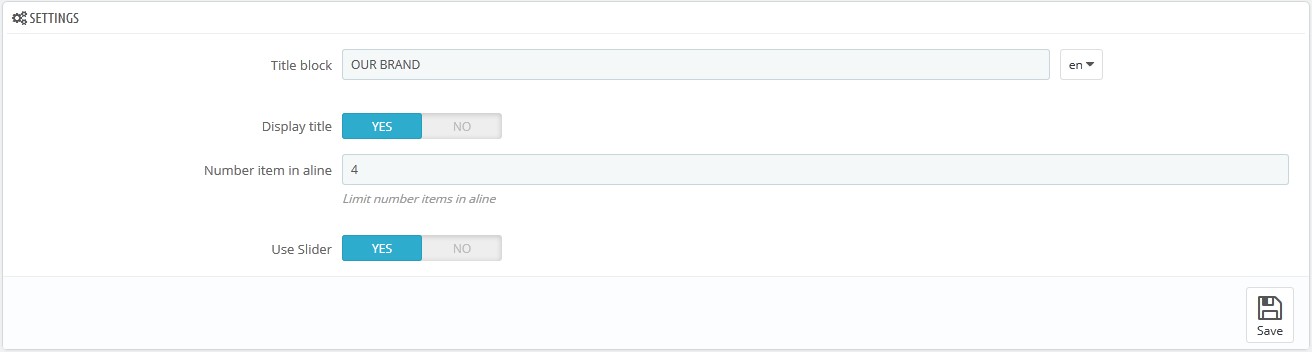 SETTINGS
Title block OUR BRAND en
Display title YES NO
Number item in aline 4
Limit number items in aline
Use Slider YES NO
Save